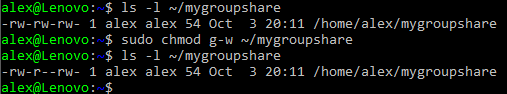 alex@Lenovo:~$ ls -l ~/mygroupshare
-rw-rw-rw- 1 alex alex 54 Oct  3 20:11 /home/alex/mygroupshare
alex@Lenovo:~$ sudo chmod g-w ~/mygroupshare
alex@Lenovo:~$ ls -l ~/mygroupshare
-rw-r--rw- 1 alex alex 54 Oct  3 20:11 /home/alex/mygroupshare
alex@Lenovo:~$